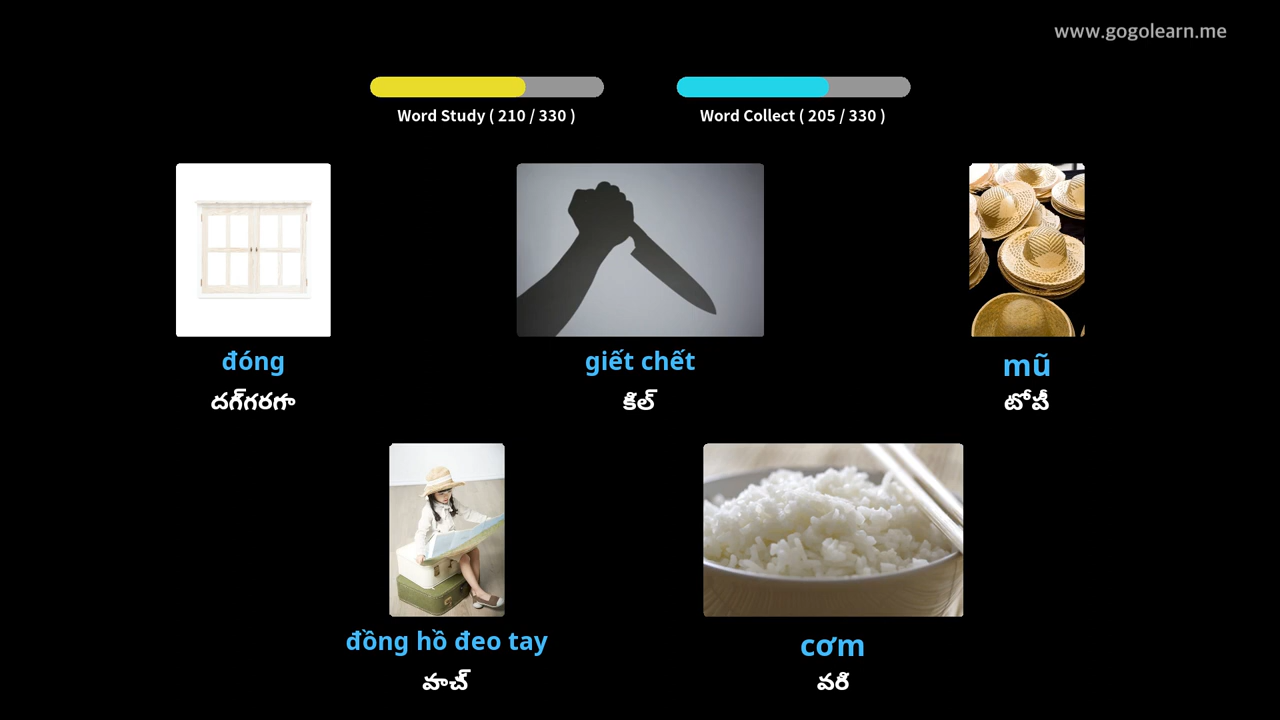 www.gogolearn.me
Word Study ( 210 / 330 )
Word Collect ( 205 / 330 )
đóng
giết chết
mũ
దగ్గరగా
కిల్
టోపీ
đồng hồ đeo tay
cơm
వాచ్
వరి